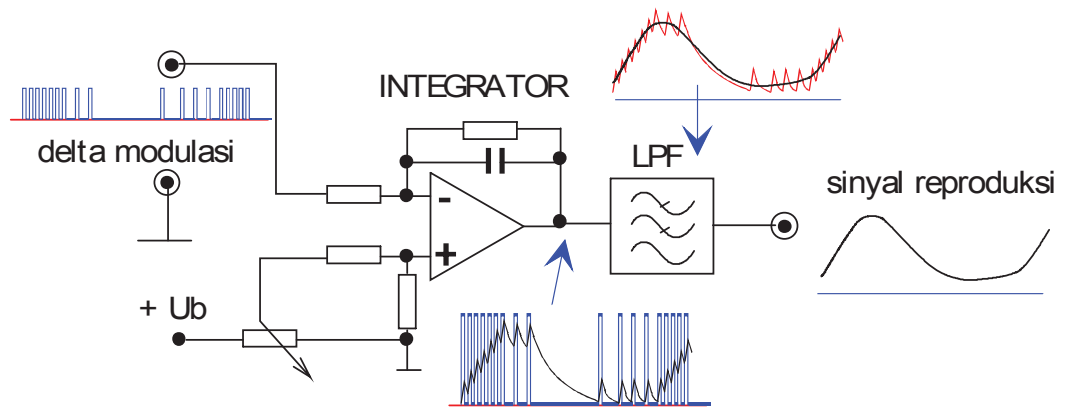 INTEGRATOR
delta modulasi
LPF
sinyal reproduksi
-
+
+ Ub